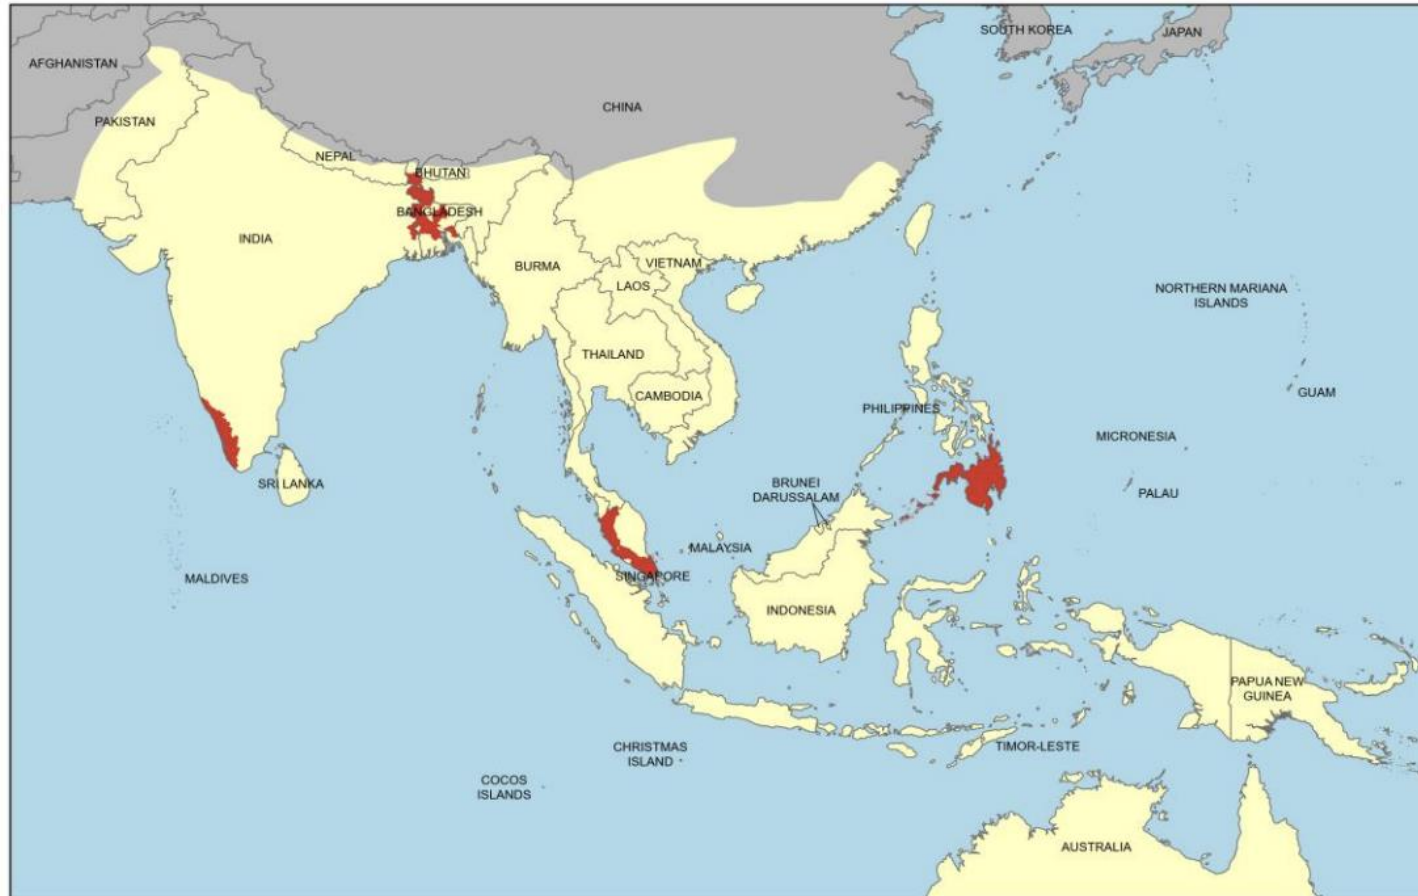 SOUTH KOREA
JAPAN
AFGHANISTAN
CHINA
PAKISTAN
NEPAL
BHUTAN
BANGLADESH
INDIA
BURMA
VIETNAM
LAOS
NORTHERN MARIANA
ISLANDS
THAILAND
CAMBODIA
GUAM
PHILIPPINES
MICRONESIA
SRI LANKA
BRUNEI
DARUSSALAM
PALAU
MALAYSIA
MALDIVES
SINGAPORE
INDONESIA
PAPUA NEW
GUINEA
CHRISTMAS
ISLAND
TIMOR-LESTE
COCOS
ISLANDS
AUSTRALIA